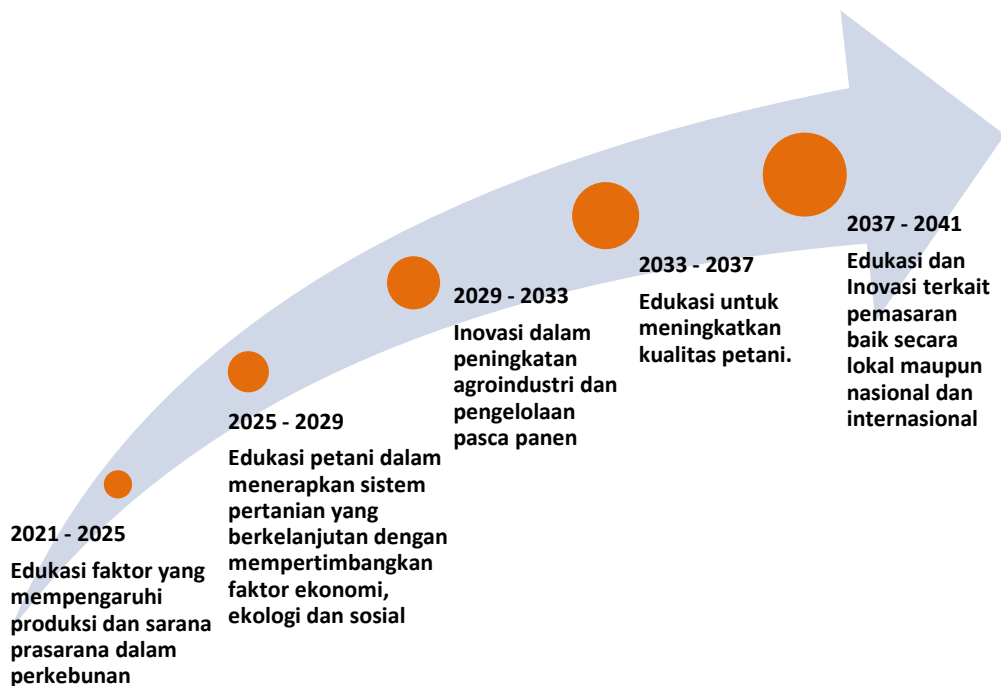 2021 - 2025
Edukasi faktor yang
mempengaruhi
produksi dan sarana
prasarana dalam
perkebunan
2025 - 2029
Edukasi petani dalam
menerapkan sistem
pertanian yang
berkelanjutan dengan
mempertimbangkan
faktor ekonomi,
ekologi dan sosial
2029 - 2033
Inovasi dalam
peningkatan
agroindustri dan
pengelolaan
pasca panen
2033 - 2037
Edukasi untuk
meningkatkan
kualitas petani.
2037 - 2041
Edukasi dan
Inovasi terkait
pemasaran
baik secara
lokal maupun
nasional dan
internasional